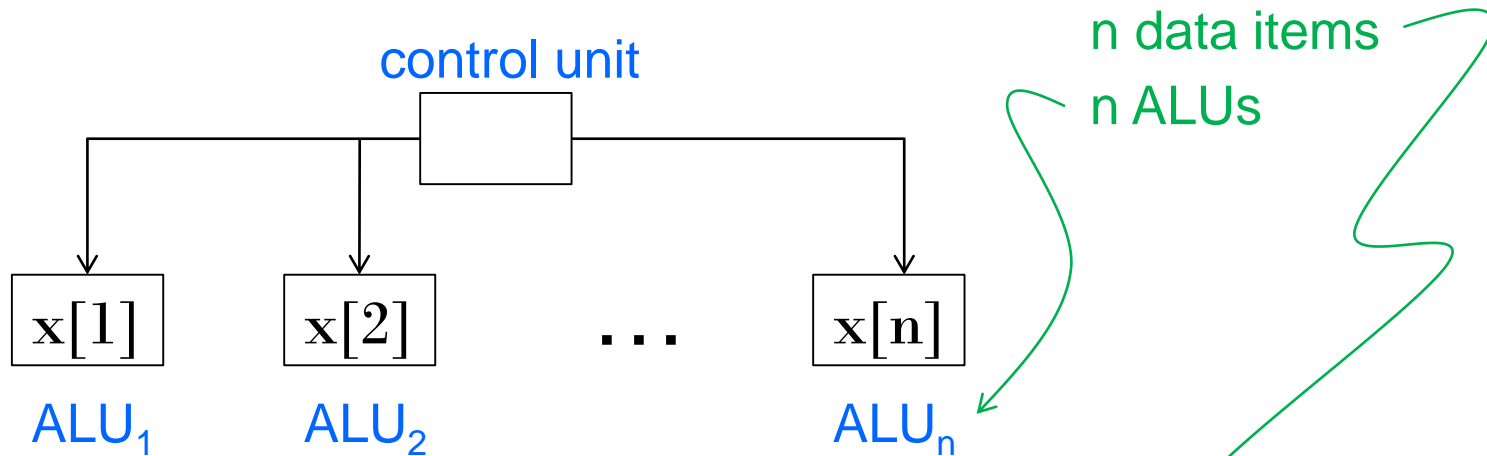 n data items
control unit
n ALUs
x[1] x[2] ... x[n]
ALU₁ ALU₂ ALUₙ